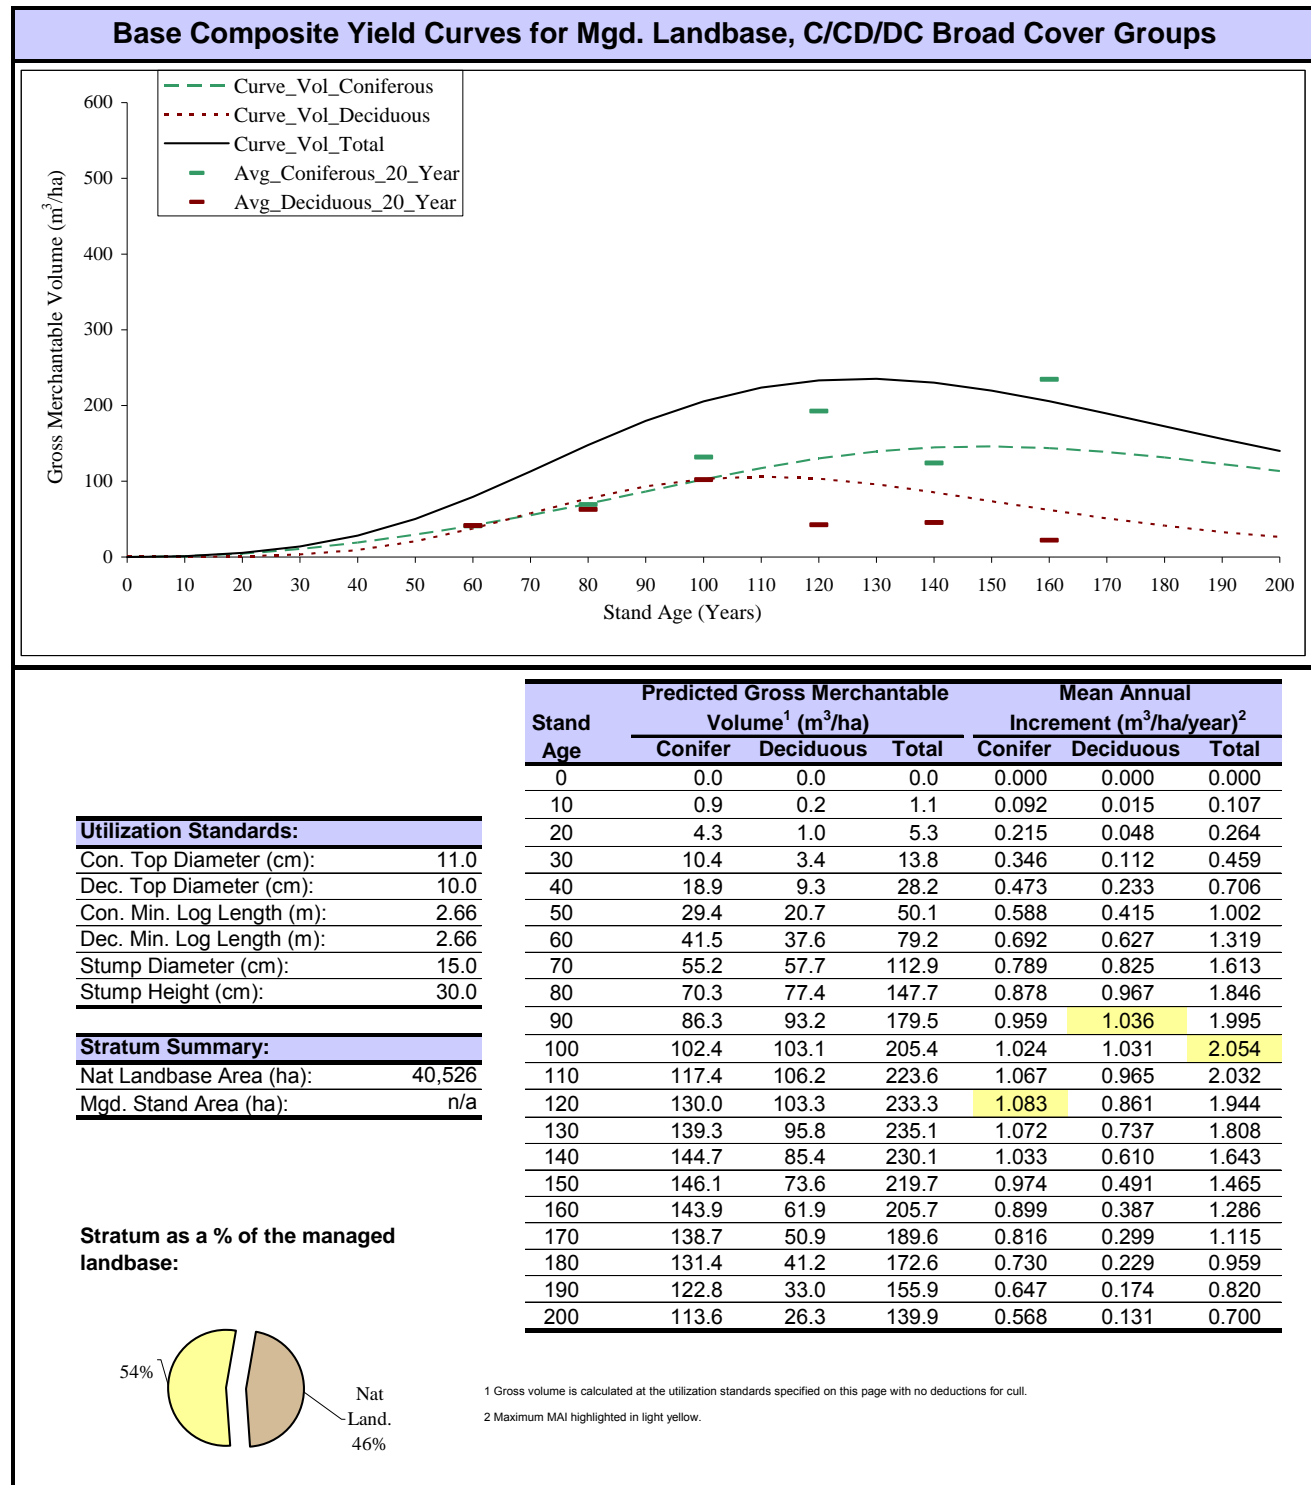 Base Composite Yield Curves for Mgd. Landbase, C/CD/DC Broad Cover Groups
Curve_Vol_Coniferous
Curve_Vol_Deciduous
Curve_Vol_Total
Avg_Coniferous_20_Year
Avg_Deciduous_20_Year
Gross Merchantable Volume (m³/ha)
600
500
400
300
200
100
0
0 10 20 30 40 50 60 70 80 90 100 110 120 130 140 150 160 170 180 190 200
Stand Age (Years)
Utilization Standards:
Con. Top Diameter (cm): 11.0
Dec. Top Diameter (cm): 10.0
Con. Min. Log Length (m): 2.66
Dec. Min. Log Length (m): 2.66
Stump Diameter (cm): 15.0
Stump Height (cm): 30.0
Stratum Summary:
Nat Landbase Area (ha): 40,526
Mgd. Stand Area (ha): n/a
Stratum as a % of the managed
landbase:
54%
Nat
Land.
46%
Predicted Gross Merchantable Mean Annual
Stand Volume¹ (m³/ha) Increment (m³/ha/year)²
Age Conifer Deciduous Total Conifer Deciduous Total
0 0.0 0.0 0.0 0.000 0.000 0.000
10 0.9 0.2 1.1 0.092 0.015 0.107
20 4.3 1.0 5.3 0.215 0.048 0.264
30 10.4 3.4 13.8 0.346 0.112 0.459
40 18.9 9.3 28.2 0.473 0.233 0.706
50 29.4 20.7 50.1 0.588 0.415 1.002
60 41.5 37.6 79.2 0.692 0.627 1.319
70 55.2 57.7 112.9 0.789 0.825 1.613
80 70.3 77.4 147.7 0.878 0.967 1.846
90 86.3 93.2 179.5 0.959 1.036 1.995
100 102.4 103.1 205.4 1.024 1.031 2.054
110 117.4 106.2 223.6 1.067 0.965 2.032
120 130.0 103.3 233.3 1.083 0.861 1.944
130 139.3 95.8 235.1 1.072 0.737 1.808
140 144.7 85.4 230.1 1.033 0.610 1.643
150 146.1 73.6 219.7 0.974 0.491 1.465
160 143.9 61.9 205.7 0.899 0.387 1.286
170 138.7 50.9 189.6 0.816 0.299 1.115
180 131.4 41.2 172.6 0.730 0.229 0.959
190 122.8 33.0 155.9 0.647 0.174 0.820
200 113.6 26.3 139.9 0.568 0.131 0.700
1 Gross volume is calculated at the utilization standards specified on this page with no deductions for cull.
2 Maximum MAI highlighted in light yellow.